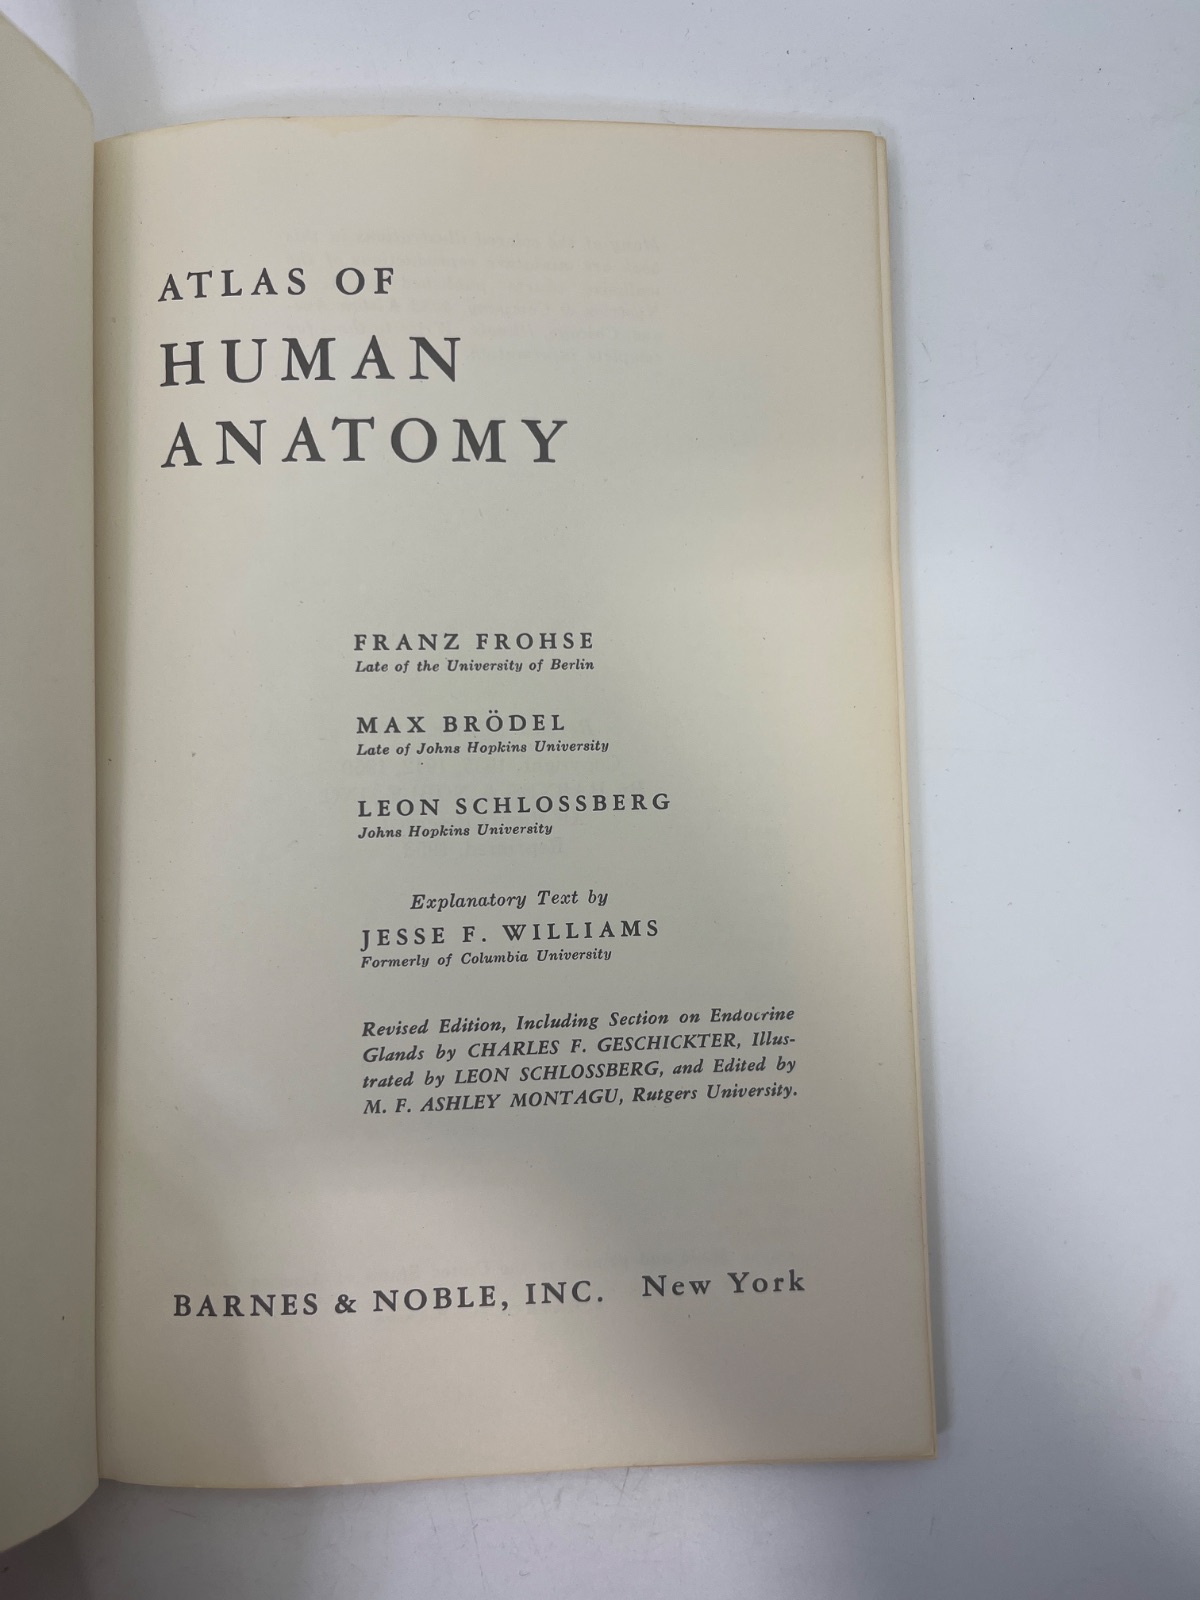 ATLAS OF
HUMAN
ANATOMY
FRANZ FROHSE
Late of the University of Berlin
MAX BRÖDEL
Late of Johns Hopkins University
LEON SCHLOSSBERG
Johns Hopkins University
Explanatory Text by
JESSE F. WILLIAMS
Formerly of Columbia University
Revised Edition, Including Section on Endocrine
Glands by CHARLES F. GESCHICKTER, Illus-
trated by LEON SCHLOSSBERG, and Edited by
M. F. ASHLEY MONTAGU, Rutgers University.
BARNES & NOBLE, INC. New York